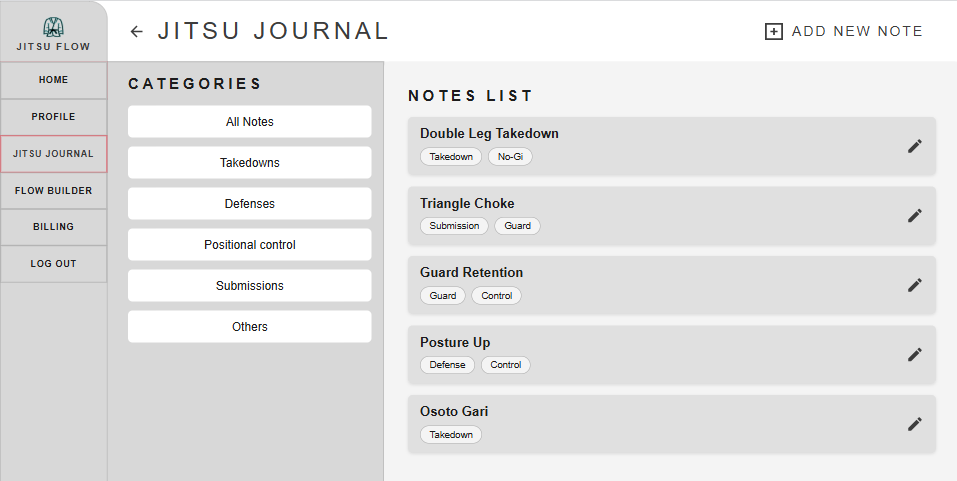 JITSU FLOW
HOME
PROFILE
JITSU JOURNAL
FLOW BUILDER
BILLING
LOG OUT
JITSU JOURNAL
ADD NEW NOTE
CATEGORIES
All Notes
Takedowns
Defenses
Positional control
Submissions
Others
NOTES LIST
Double Leg Takedown
Takedown No-Gi
Triangle Choke
Submission Guard
Guard Retention
Guard Control
Posture Up
Defense Control
Osoto Gari
Takedown